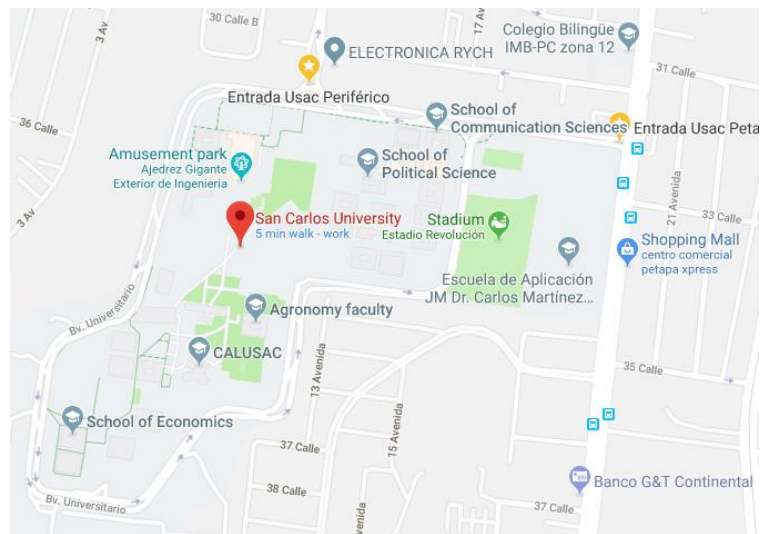 30 Calle B
17 Av
Colegio Bilingüe
IMB-PC zona 12
3 Av
ELECTRONICA RYCH
31 Calle
Entrada Usac Periférico
36 Calle
School of
Communication Sciences
Entrada Usac Peta
Amusement park
Ajedrez Gigante
Exterior de Ingenieria
School of
Political Science
21 Avenida
3 Av
San Carlos University
5 min walk - work
Stadium
Estadio Revolución
33 Calle
Shopping Mall
centro comercial
petapa xpress
Escuela de Aplicación
JM Dr. Carlos Martínez...
Bv. Universitario
Agronomy faculty
CALUSAC
13 Avenida
35 Calle
School of Economics
15 Avenida
37 Calle
38 Calle
Banco G&T Continental
Bv. Universitario
37 Calle
venida